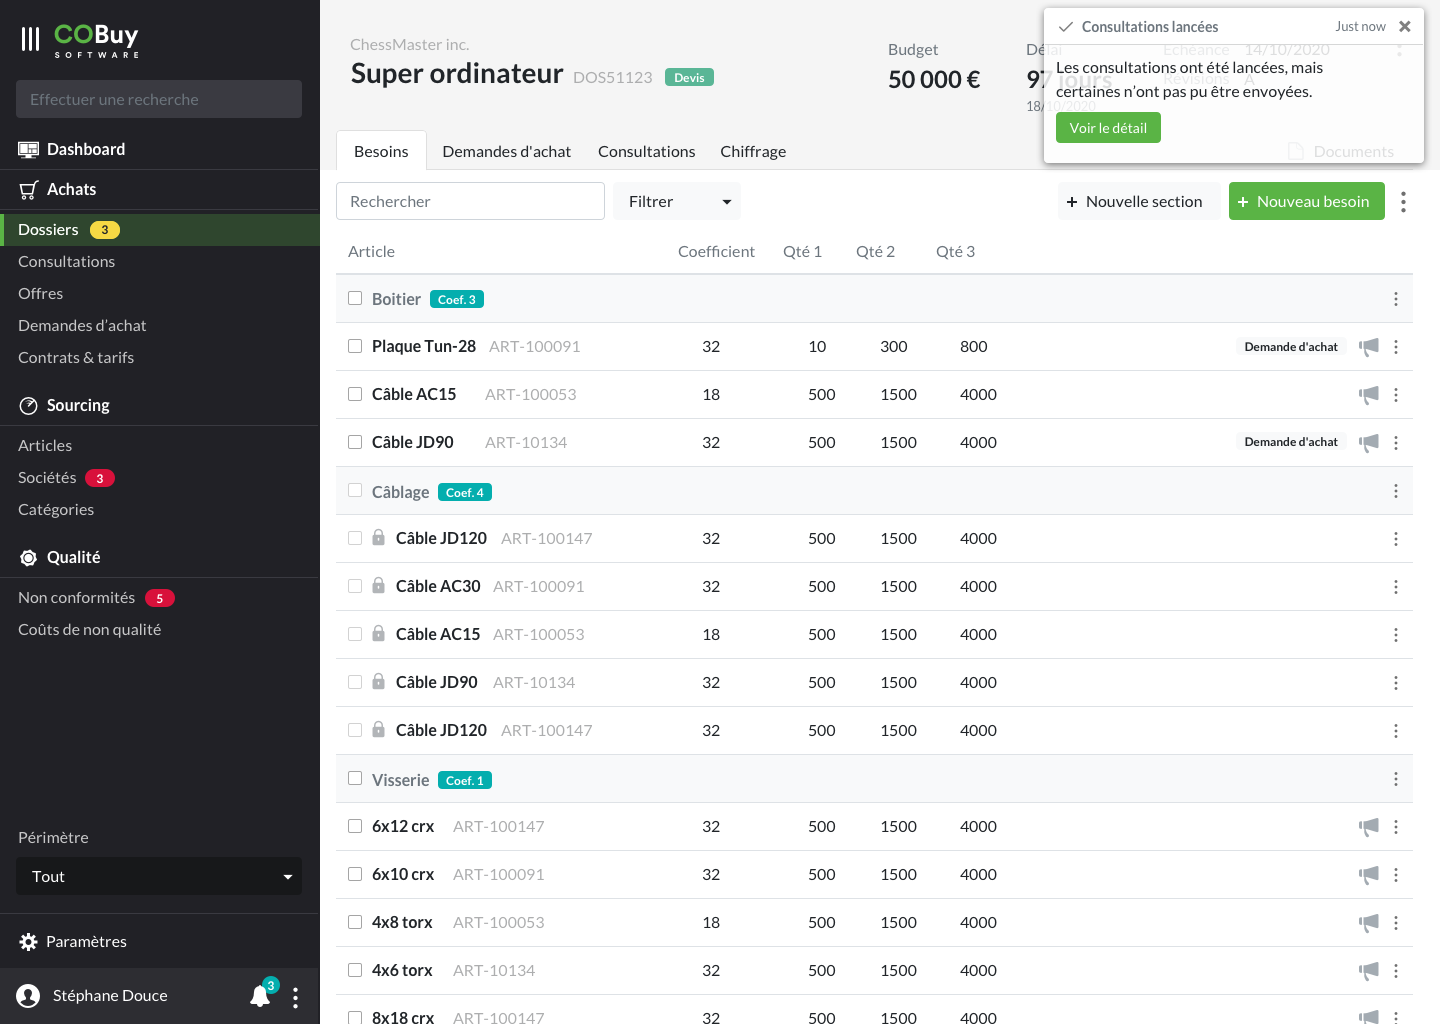 COBuy
SOFTWARE
Effectuer une recherche
Dashboard
Achats
Dossiers 3
Consultations
Offres
Demandes d'achat
Contrats & tarifs
Sourcing
Articles
Sociétés 3
Catégories
Qualité
Non conformités 5
Coûts de non qualité
Périmètre
Tout
Paramètres
Stéphane Douce 3
ChessMaster inc.
Super ordinateur DOS51123 Devis
Budget
50 000 €
Délai
97 jours
18/10/2020
Echéance 14/10/2020
Révisions A
Documents
Consultations lancées Just now
Les consultations ont été lancées, mais
certaines n'ont pas pu être envoyées.
Voir le détail
Besoins Demandes d'achat Consultations Chiffrage
Rechercher Filtrer + Nouvelle section + Nouveau besoin
Article Coefficient Qté 1 Qté 2 Qté 3
Boitier Coef. 3
Plaque Tun-28 ART-100091 32 10 300 800 Demande d'achat
Câble AC15 ART-100053 18 500 1500 4000
Câble JD90 ART-10134 32 500 1500 4000 Demande d'achat
Câblage Coef. 4
Câble JD120 ART-100147 32 500 1500 4000
Câble AC30 ART-100091 32 500 1500 4000
Câble AC15 ART-100053 18 500 1500 4000
Câble JD90 ART-10134 32 500 1500 4000
Câble JD120 ART-100147 32 500 1500 4000
Visserie Coef. 1
6x12 crx ART-100147 32 500 1500 4000
6x10 crx ART-100091 32 500 1500 4000
4x8 torx ART-100053 18 500 1500 4000
4x6 torx ART-10134 32 500 1500 4000
8x18 crx ART-100147 32 500 1500 4000